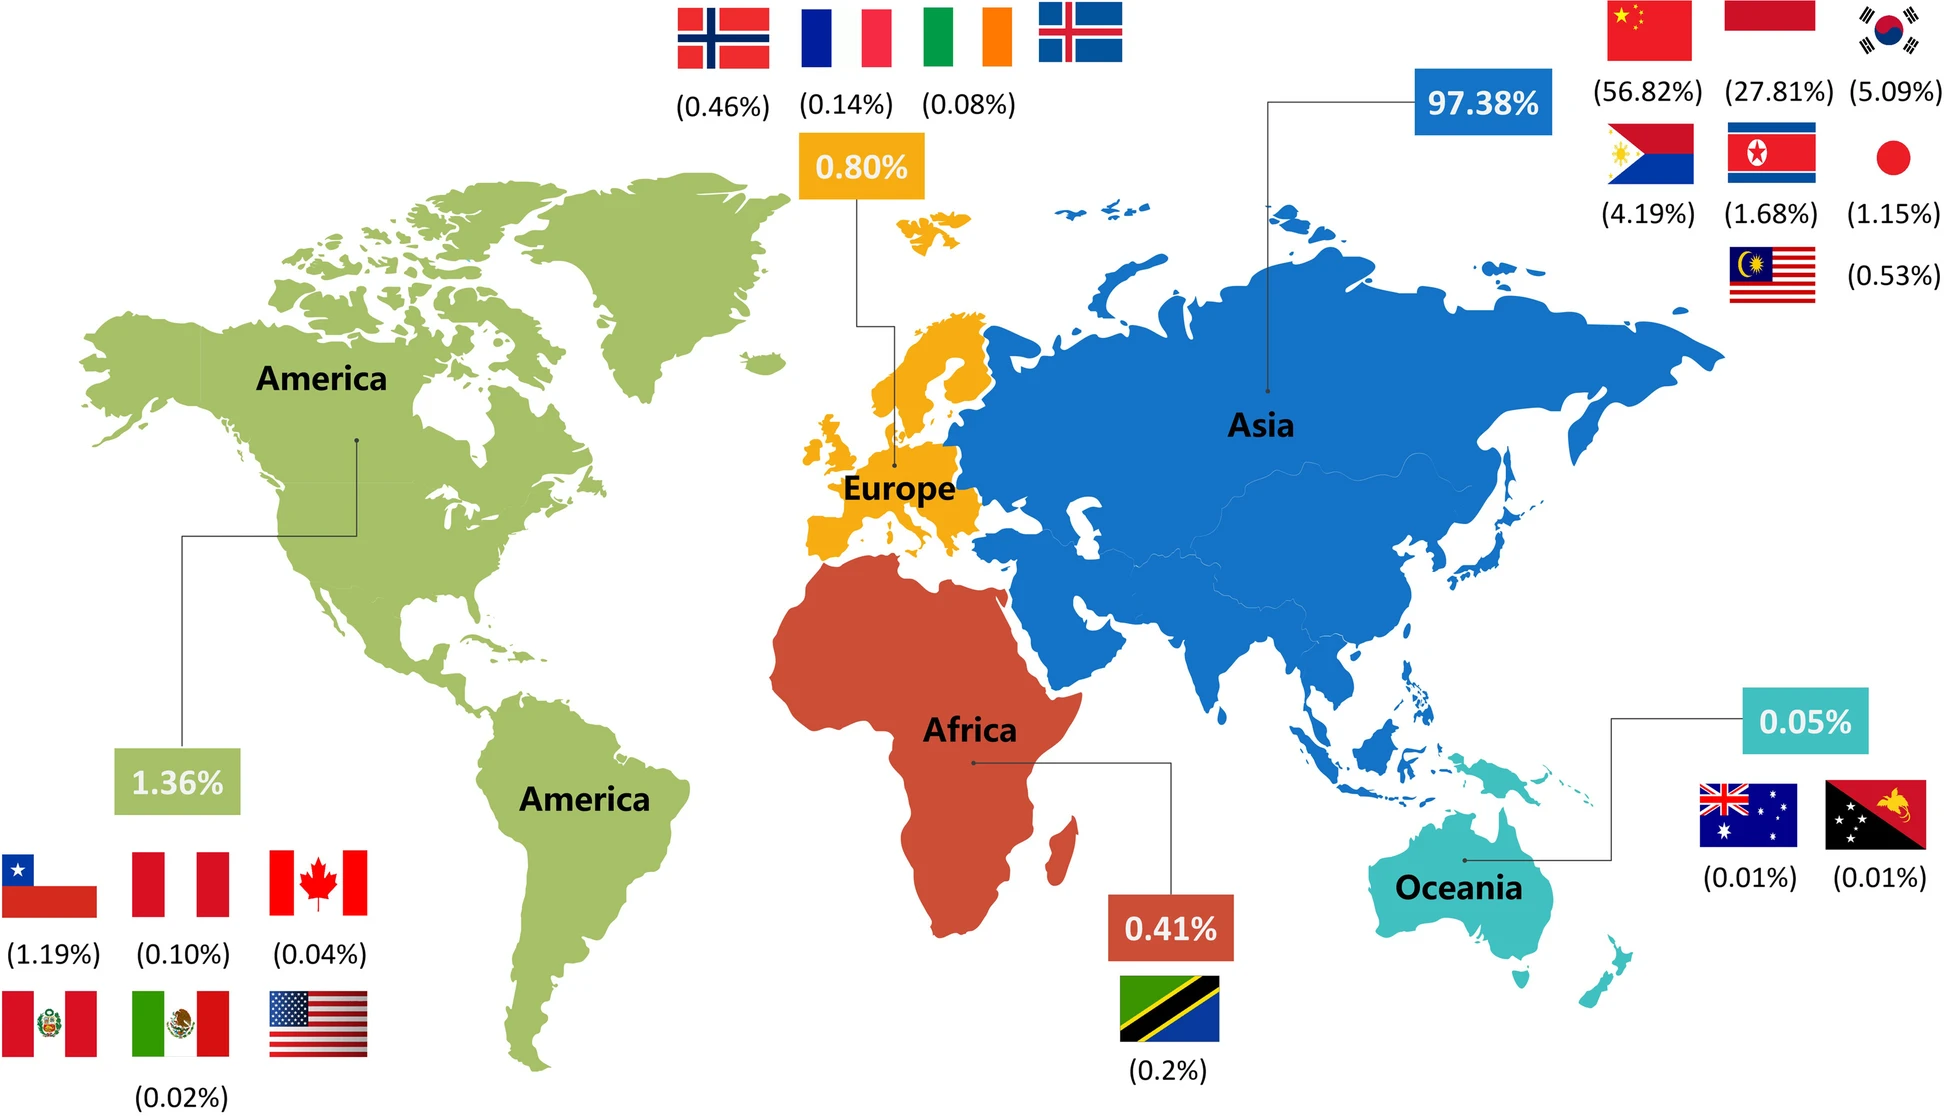 (0.46%) (0.14%) (0.08%)
0.80%
97.38%
(56.82%) (27.81%) (5.09%)
(4.19%) (1.68%) (1.15%)
(0.53%)
America
Asia
Europe
Africa
America
Oceania
1.36%
(1.19%) (0.10%) (0.04%)
(0.02%)
0.41%
(0.2%)
0.05%
(0.01%) (0.01%)